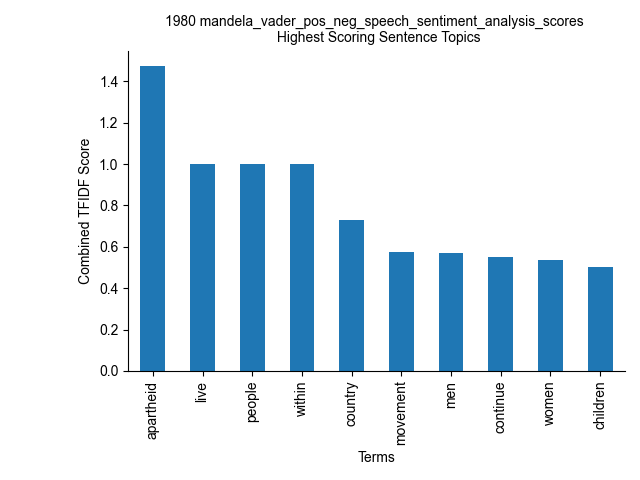 1980 mandela_vader_pos_neg_speech_sentiment_analysis_scores
Highest Scoring Sentence Topics
Combined TFIDF Score
1.4
1.2
1.0
0.8
0.6
0.4
0.2
0.0
apartheid
live
people
within
country
movement
men
continue
women
children
Terms